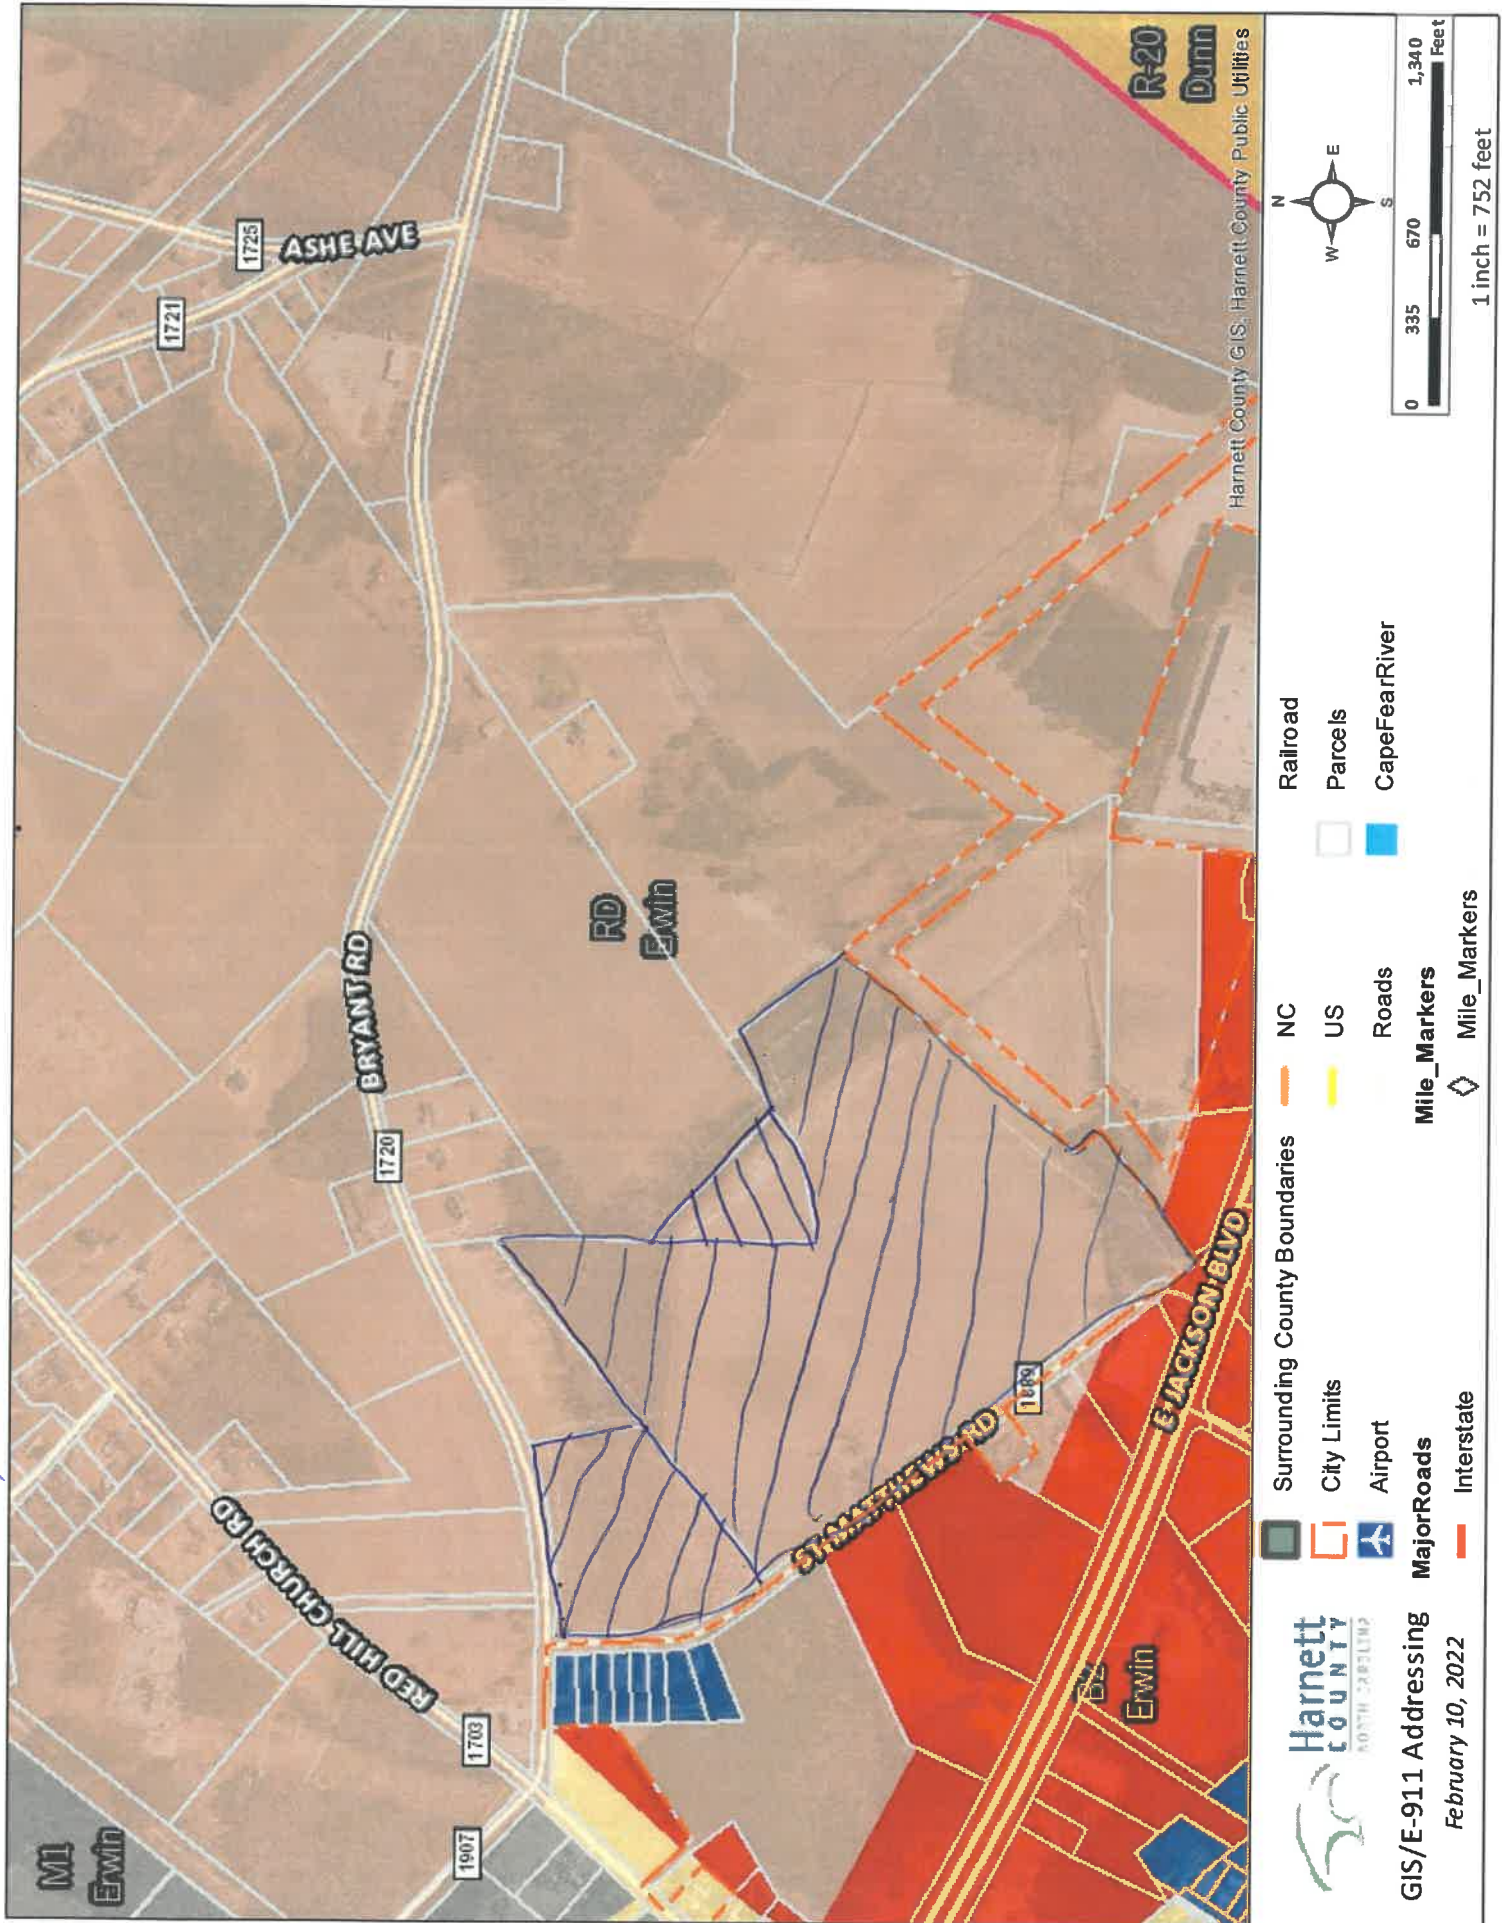 M1
Erwin
1907
1703
RED HILL CHURCH RD
1720
BRYANT RD
1721
1725
ASHE AVE
RD
Erwin
ST MATTHEWS RD
1889
E JACKSON BLVD
B2
Erwin
R-20
Dunn
Harnett County GIS, Harnett County Public Utilities
Harnett
COUNTY
NORTH CAROLINA
GIS/E-911 Addressing
February 10, 2022
Surrounding County Boundaries
City Limits
Airport
MajorRoads
Interstate
NC
US
Roads
Mile_Markers
Mile_Markers
Railroad
Parcels
CapeFearRiver
N
W
E
S
0 335 670 1,340
Feet
1 inch = 752 feet